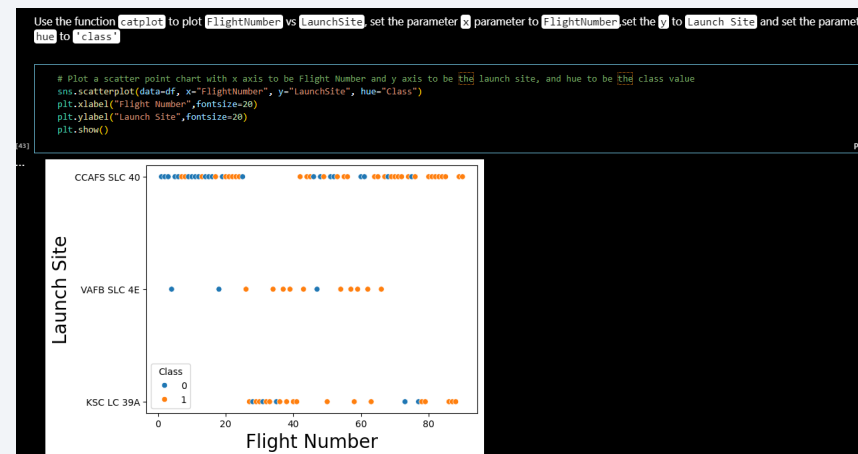 Use the function catplot to plot FlightNumber vs LaunchSite, set the parameter x parameter to FlightNumber,set the y to Launch Site and set the paramet
hue to 'class'
# Plot a scatter point chart with x axis to be Flight Number and y axis to be the launch site, and hue to be the class value
sns.scatterplot(data=df, x="FlightNumber", y="LaunchSite", hue="Class")
plt.xlabel("Flight Number",fontsize=20)
plt.ylabel("Launch Site",fontsize=20)
plt.show()
[43]
...
CCAFS SLC 40
VAFB SLC 4E
KSC LC 39A
Launch Site
Class
0
1
0 20 40 60 80
Flight Number